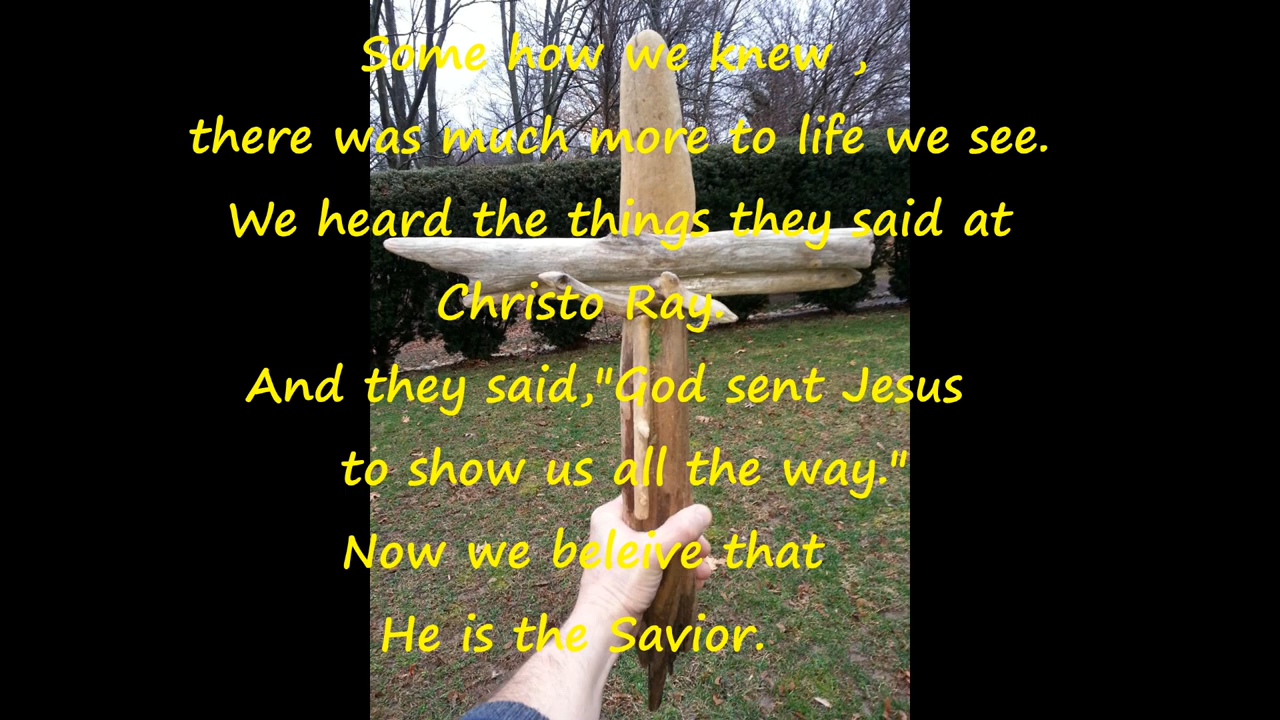 Some how we knew ,
there was much more to life we see.
We heard the things they said at
Christo Ray.
And they said,"God sent Jesus
to show us all the way."
Now we beleive that
He is the Savior.